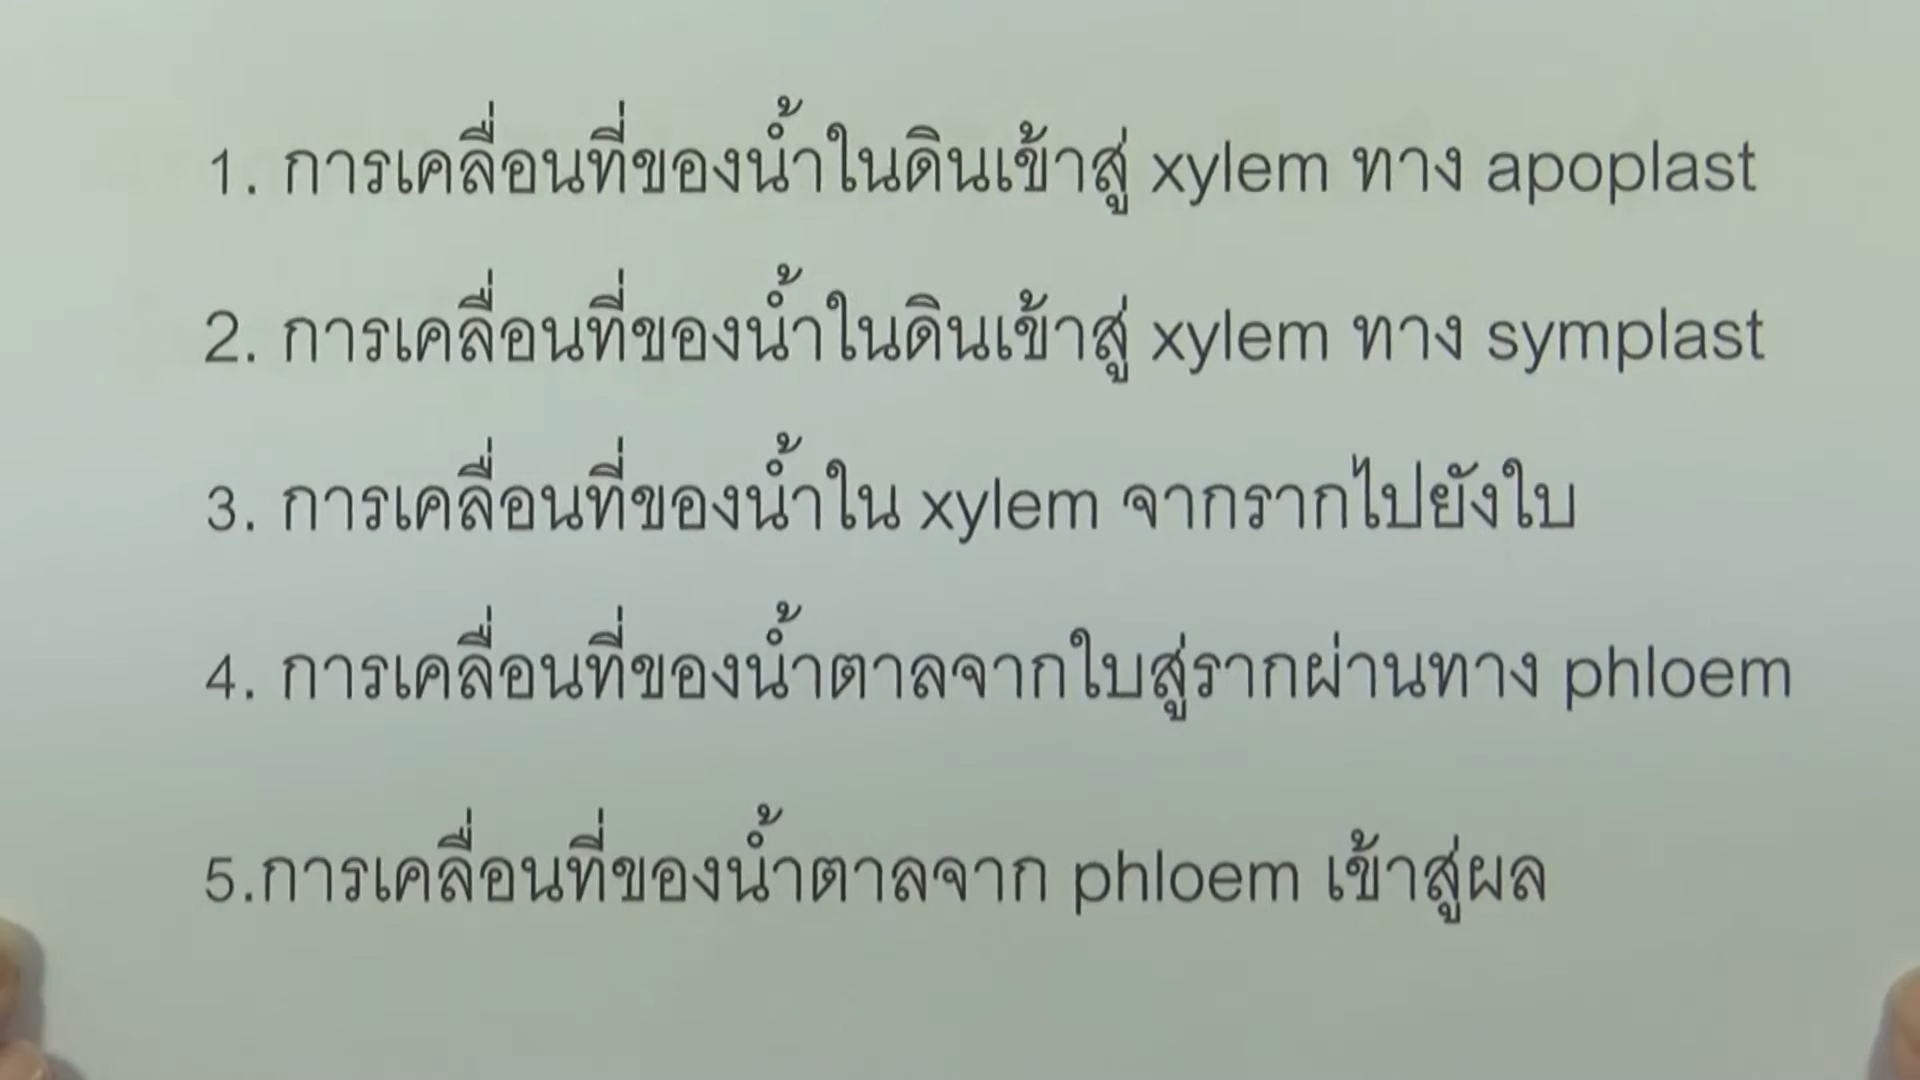 1. การเคลื่อนที่ของน้ำในดินเข้าสู่ xylem ทาง apoplast
2. การเคลื่อนที่ของน้ำในดินเข้าสู่ xylem ทาง symplast
3. การเคลื่อนที่ของน้ำใน xylem จากรากไปยังใบ
4. การเคลื่อนที่ของน้ำตาลจากใบสู่รากผ่านทาง phloem
5.การเคลื่อนที่ของน้ำตาลจาก phloem เข้าสู่ผล